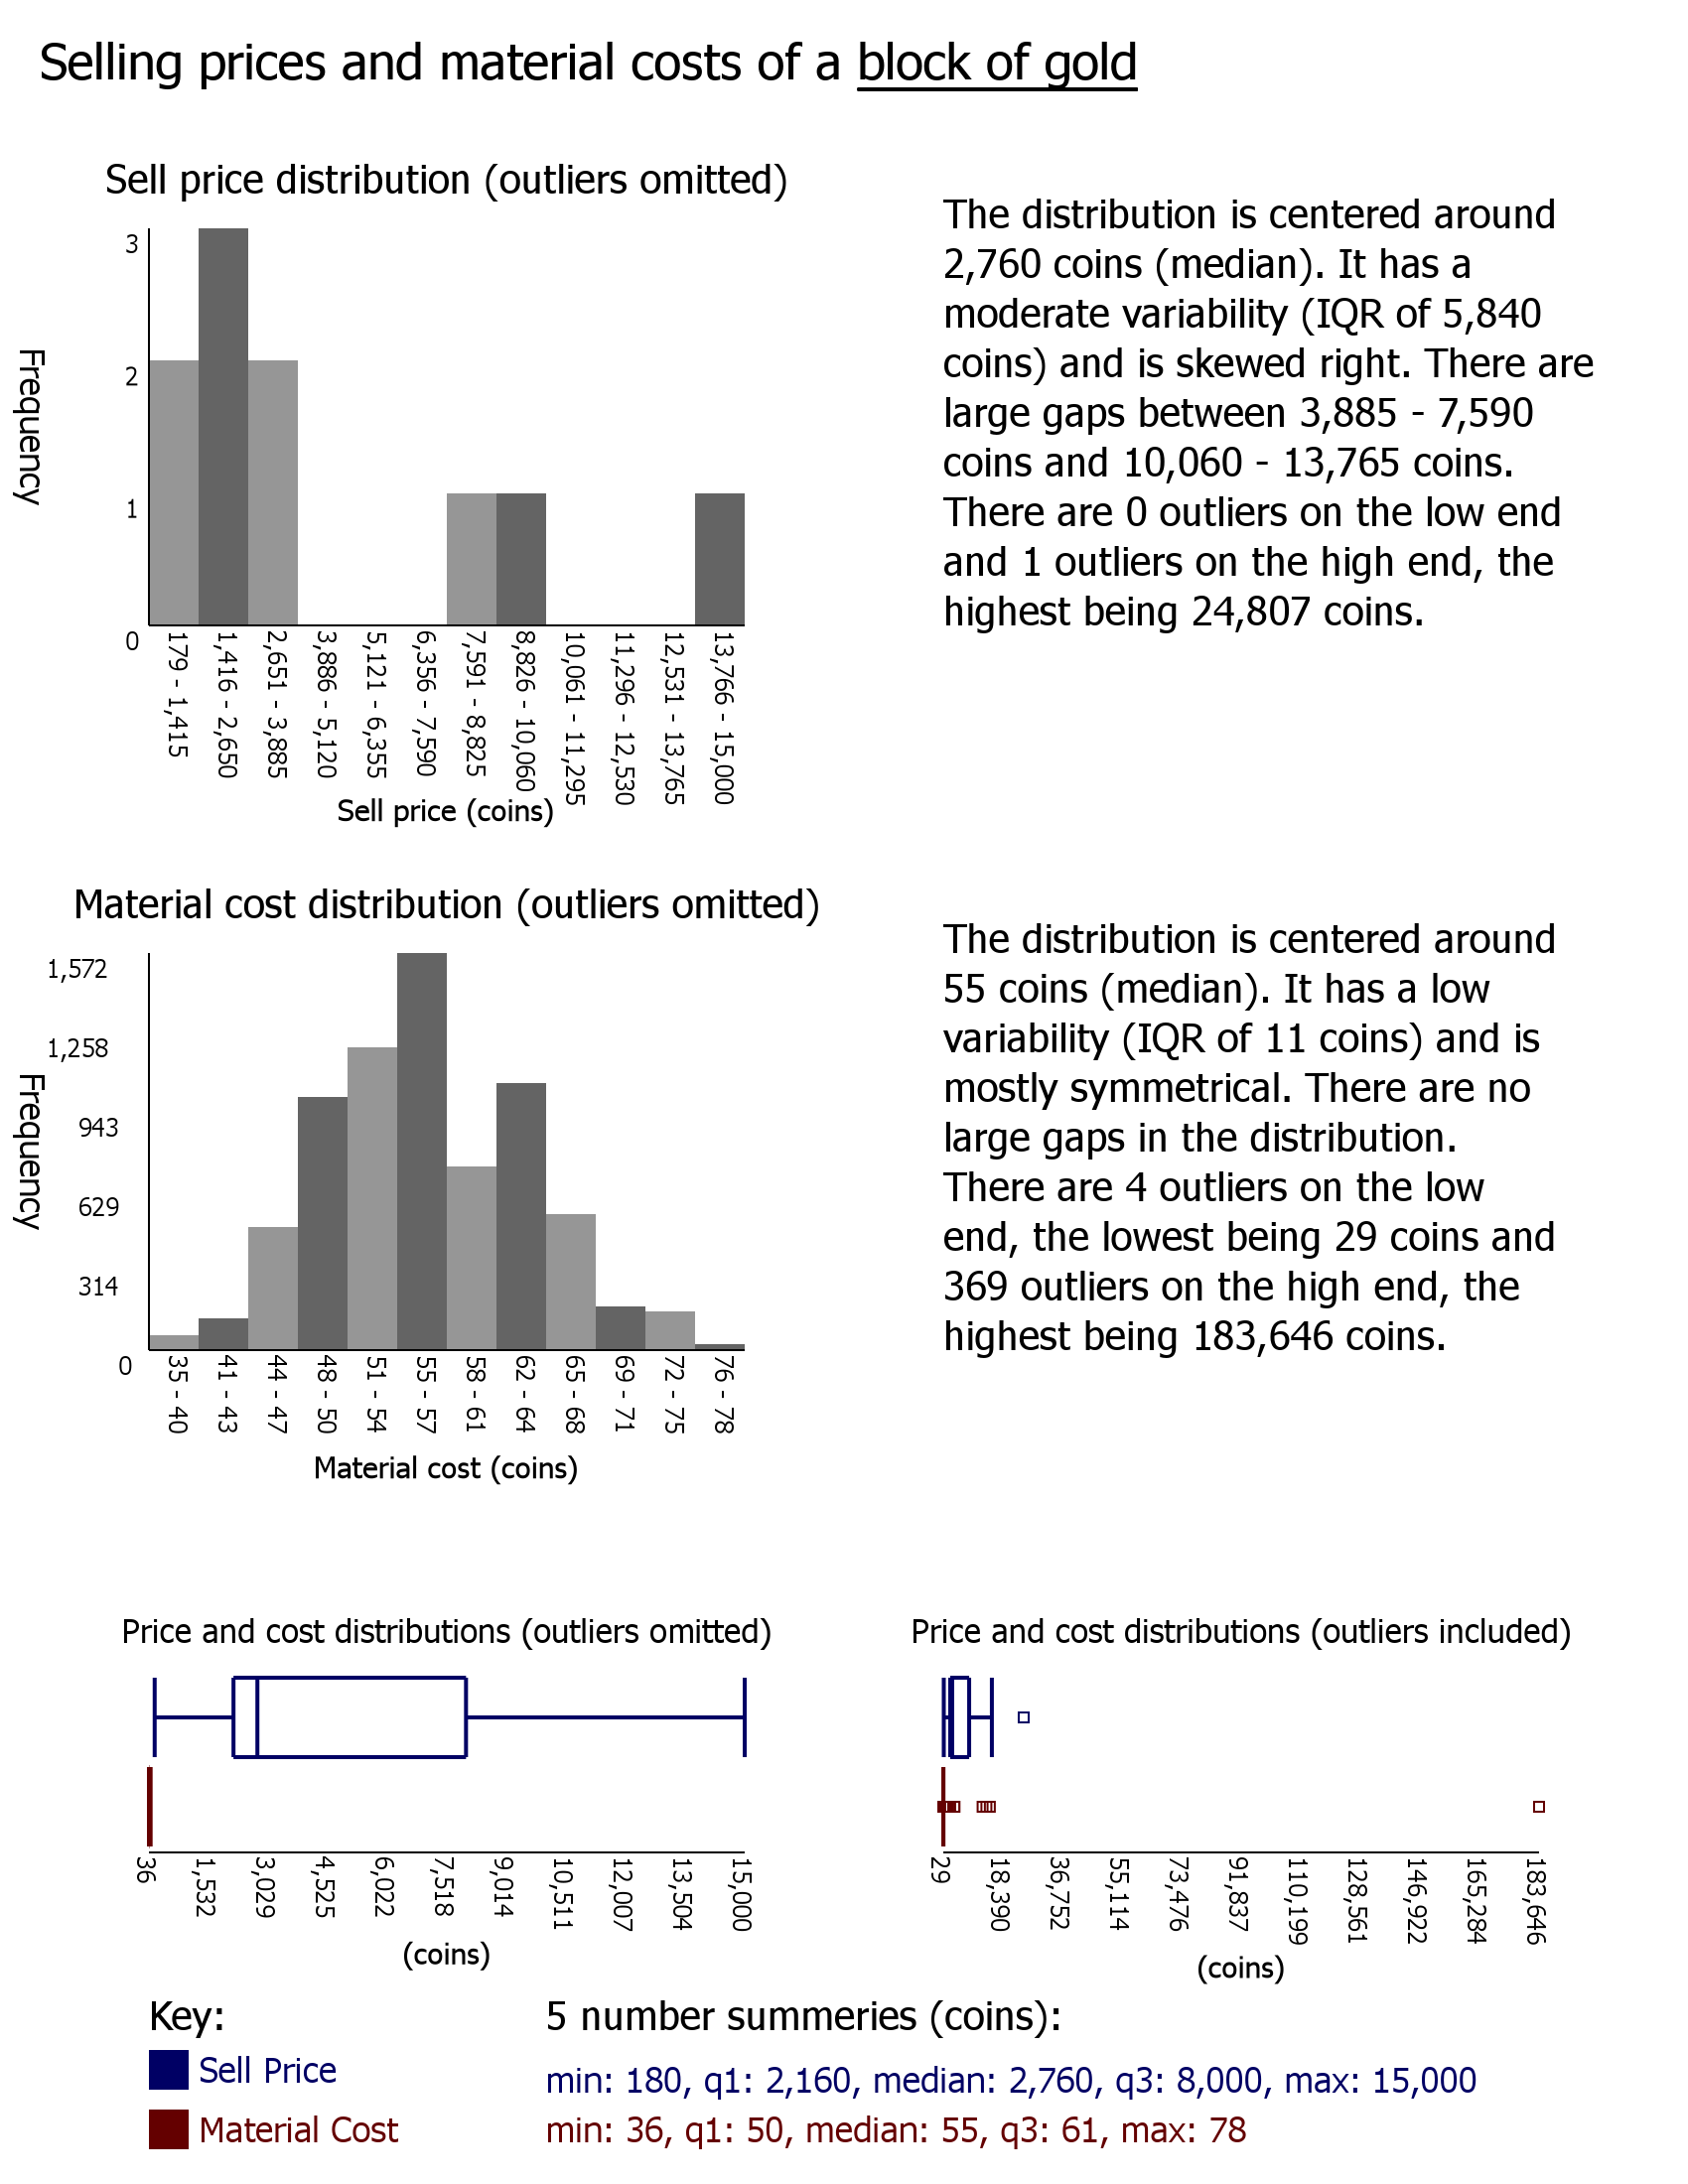 Selling prices and material costs of a block of gold
Sell price distribution (outliers omitted)
Frequency
3
2
1
0
179 - 1,415
1,416 - 2,650
2,651 - 3,885
3,886 - 5,120
5,121 - 6,355
6,356 - 7,590
7,591 - 8,825
8,826 - 10,060
10,061 - 11,295
11,296 - 12,530
12,531 - 13,765
13,766 - 15,000
Sell price (coins)
The distribution is centered around
2,760 coins (median). It has a
moderate variability (IQR of 5,840
coins) and is skewed right. There are
large gaps between 3,885 - 7,590
coins and 10,060 - 13,765 coins.
There are 0 outliers on the low end
and 1 outliers on the high end, the
highest being 24,807 coins.
Material cost distribution (outliers omitted)
Frequency
1,572
1,258
943
629
314
0
35 - 40
41 - 43
44 - 47
48 - 50
51 - 54
55 - 57
58 - 61
62 - 64
65 - 68
69 - 71
72 - 75
76 - 78
Material cost (coins)
The distribution is centered around
55 coins (median). It has a low
variability (IQR of 11 coins) and is
mostly symmetrical. There are no
large gaps in the distribution.
There are 4 outliers on the low
end, the lowest being 29 coins and
369 outliers on the high end, the
highest being 183,646 coins.
Price and cost distributions (outliers omitted)
36
1,532
3,029
4,525
6,022
7,518
9,014
10,511
12,007
13,504
15,000
(coins)
Price and cost distributions (outliers included)
29
18,390
36,752
55,114
73,476
91,837
110,199
128,561
146,922
165,284
183,646
(coins)
Key:
Sell Price
Material Cost
5 number summeries (coins):
min: 180, q1: 2,160, median: 2,760, q3: 8,000, max: 15,000
min: 36, q1: 50, median: 55, q3: 61, max: 78